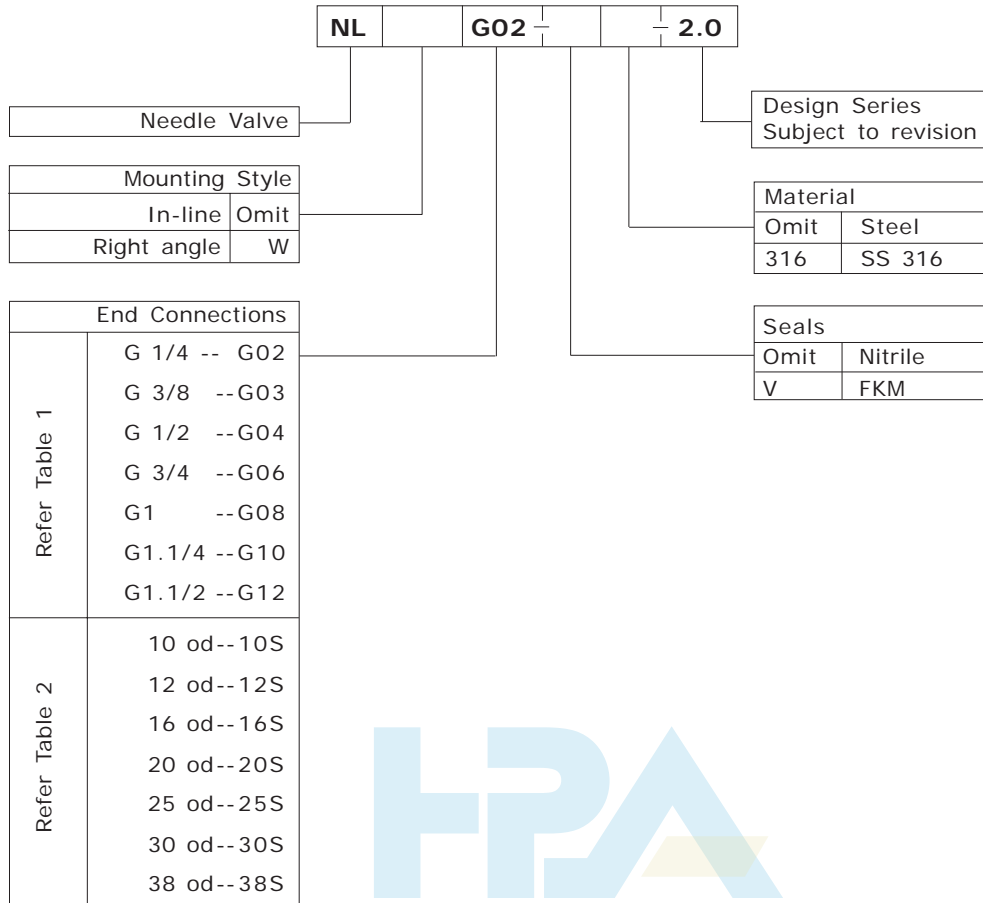 NL G02 - - 2.0
Needle Valve
Mounting Style
In-line Omit
Right angle W
End Connections
Refer Table 1
G 1/4 -- G02
G 3/8 --G03
G 1/2 --G04
G 3/4 --G06
G1 --G08
G1.1/4 --G10
G1.1/2 --G12
Refer Table 2
10 od--10S
12 od--12S
16 od--16S
20 od--20S
25 od--25S
30 od--30S
38 od--38S
Design Series
Subject to revision
Material
Omit Steel
316 SS 316
Seals
Omit Nitrile
V FKM
HPA